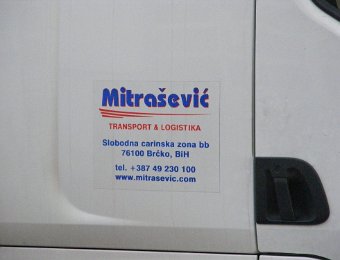 Mitrašević
TRANSPORT & LOGISTIKA
Slobodna carinska zona bb
76100 Brčko, BiH
tel. +387 49 230 100
www.mitrasevic.com